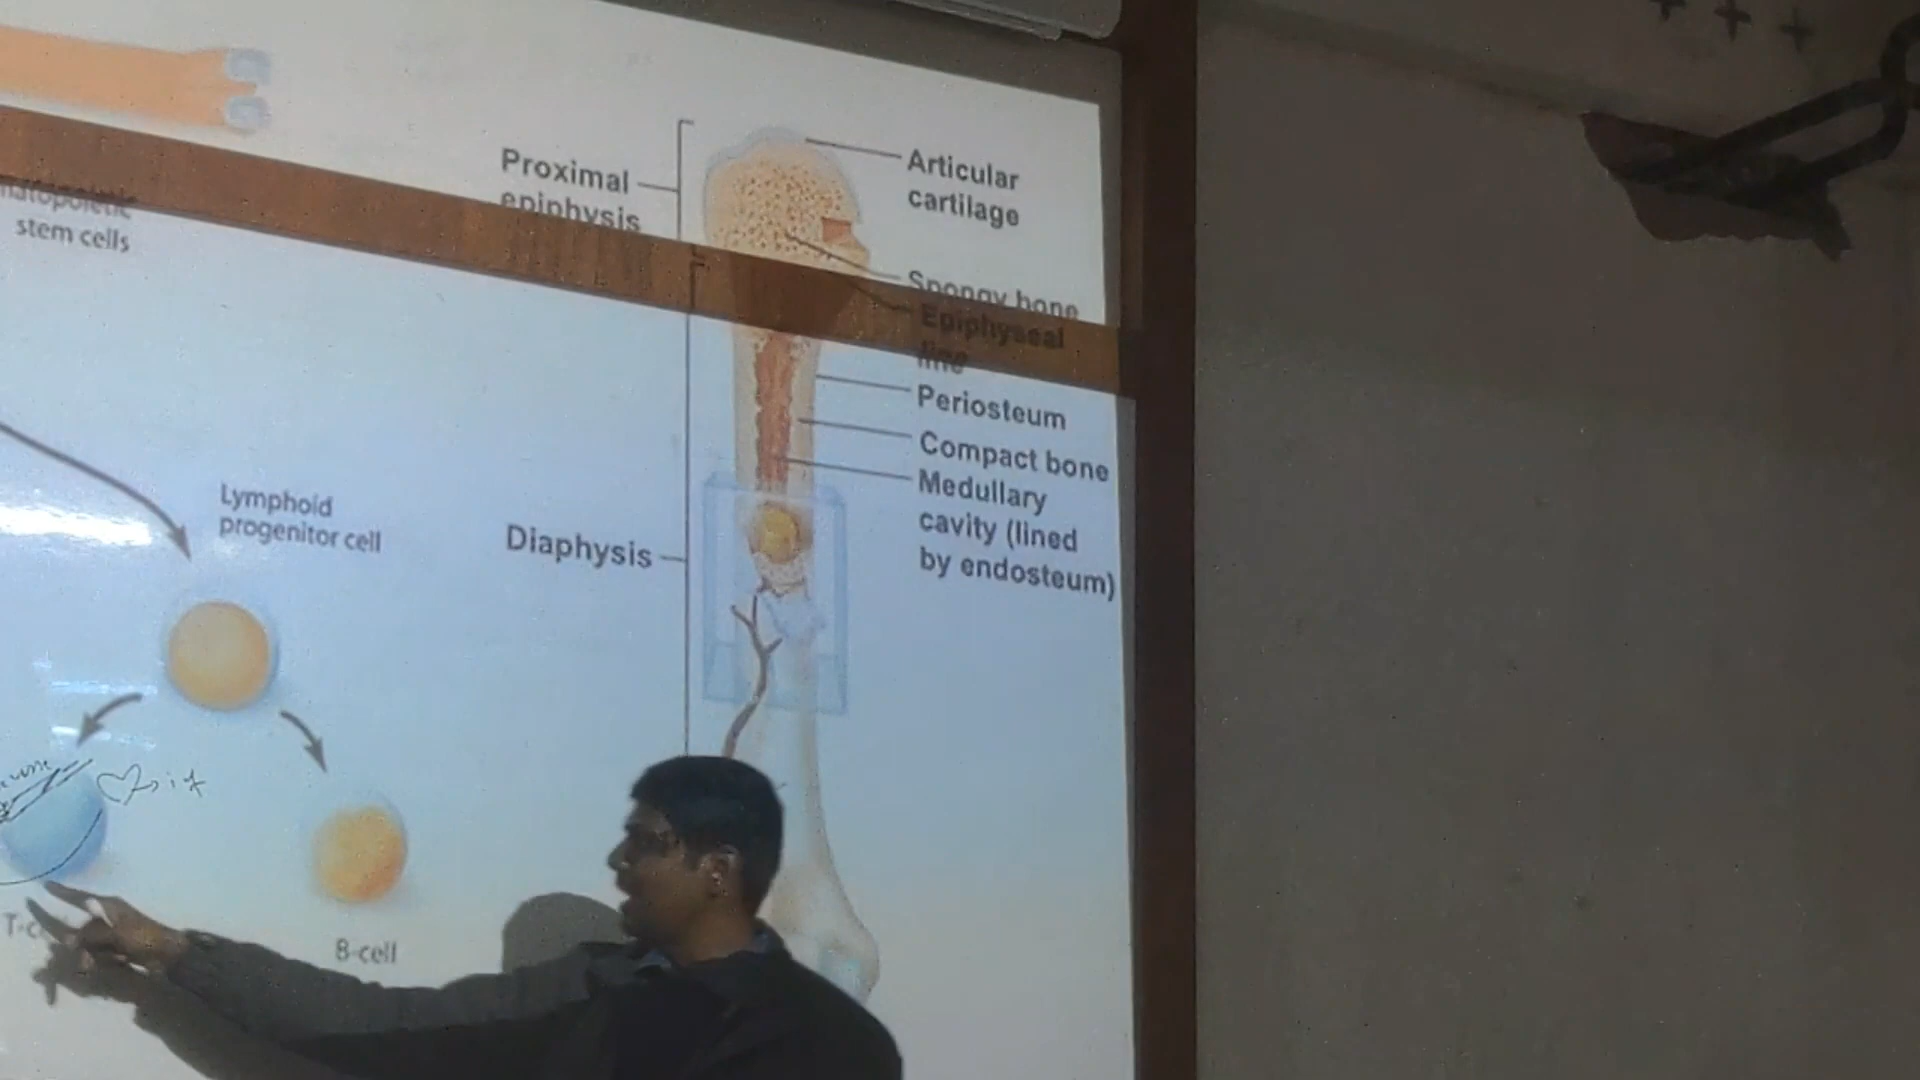 Proximal
epiphysis
Articular
cartilage
stem cells
Spongy bone
Epiphyseal
line
Periosteum
Compact bone
Medullary
cavity (lined
by endosteum)
Lymphoid
progenitor cell
Diaphysis
B-cell